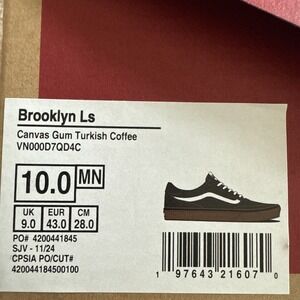 Brooklyn Ls
Canvas Gum Turkish Coffee
VN000D7QD4C
10.0 MN
UK EUR CM
9.0 43.0 28.0
PO# 4200441845
SJV - 11/24
CPSIA PO/CUT#
420044184500100
1 97643 21607 0